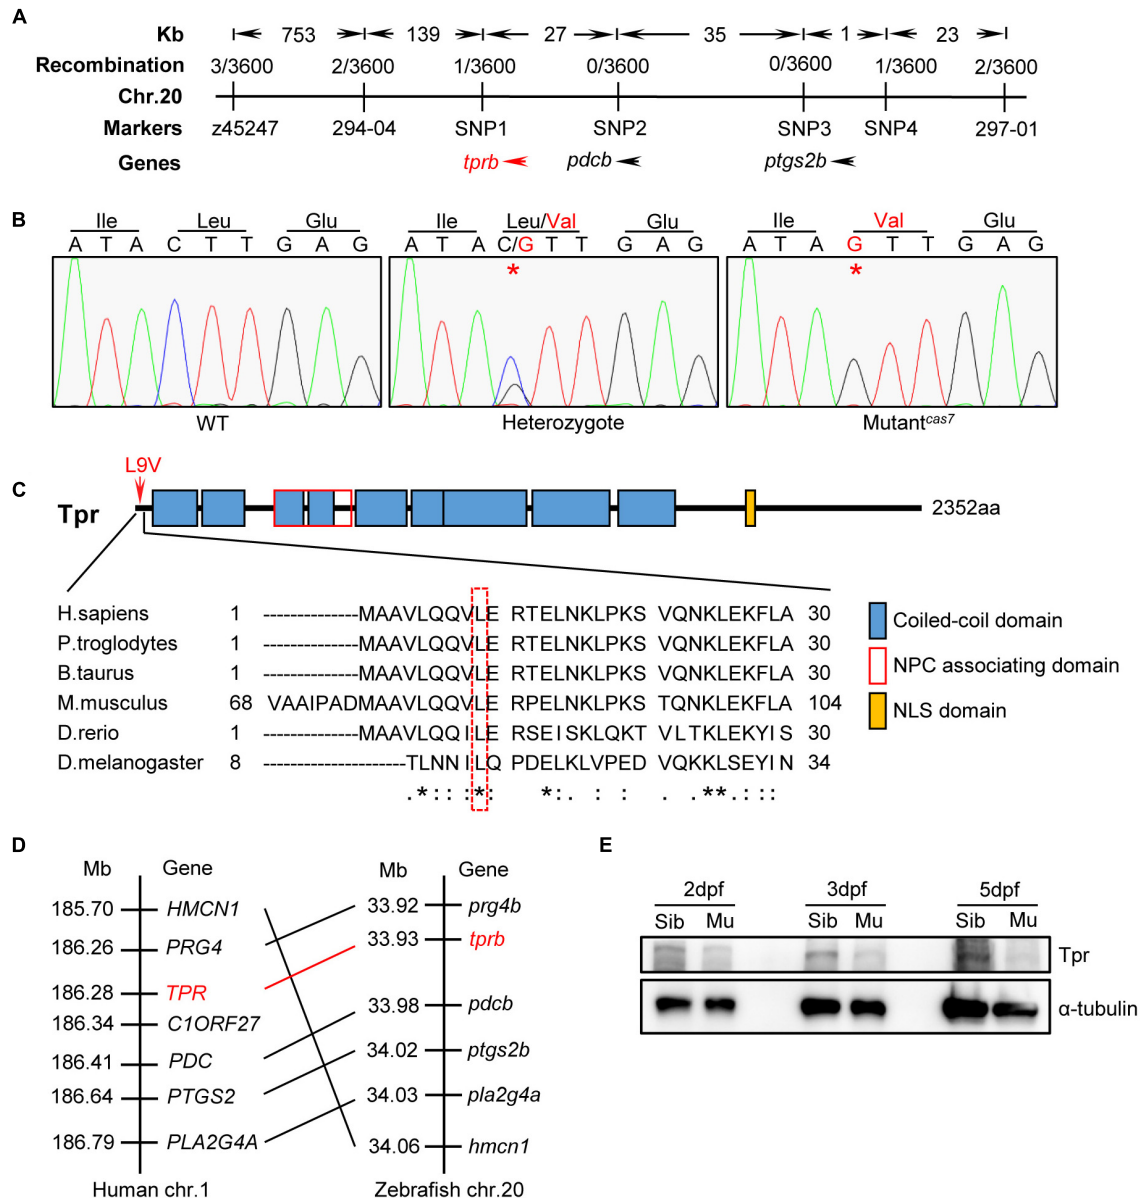 A
Kb 753 139 27 35 1 23
Recombination 3/3600 2/3600 1/3600 0/3600 0/3600 1/3600 2/3600
Chr.20
Markers z45247 294-04 SNP1 SNP2 SNP3 SNP4 297-01
Genes tprb pdcb ptgs2b
B
Ile Leu Glu Ile Leu/Val Glu Ile Val Glu
A T A C T T G A G A T A C/G T T G A G A T A G T T G A G
* *
WT Heterozygote Mutantcas7
L9V
C
Tpr 2352aa
H.sapiens 1 --------------MAAVLQQVLE RTELNKLPKS VQNKLEKFLA 30
P.troglodytes 1 --------------MAAVLQQVLE RTELNKLPKS VQNKLEKFLA 30
B.taurus 1 --------------MAAVLQQVLE RTELNKLPKS VQNKLEKFLA 30
M.musculus 68 VAAIPADMAAVLQQVLE RPELNKLPKS TQNKLEKFLA 104
D.rerio 1 --------------MAAVLQQILE RSEISKLQKT VLTKLEKYIS 30
D.melanogaster 8 ---------------------TLNNILQ PDELKLVPED VQKKLSEYIN 34
.*:: :*: *:. : : . .**.:::
Coiled-coil domain
NPC associating domain
NLS domain
D
Mb Gene Mb Gene
185.70 HMCN1 33.92 prg4b
186.26 PRG4 33.93 tprb
186.28 TPR 33.98 pdcb
186.34 C1ORF27
186.41 PDC 34.02 ptgs2b
186.64 PTGS2 34.03 pla2g4a
186.79 PLA2G4A 34.06 hmcn1
Human chr.1 Zebrafish chr.20
E
2dpf 3dpf 5dpf
Sib Mu Sib Mu Sib Mu
Tpr
α-tubulin